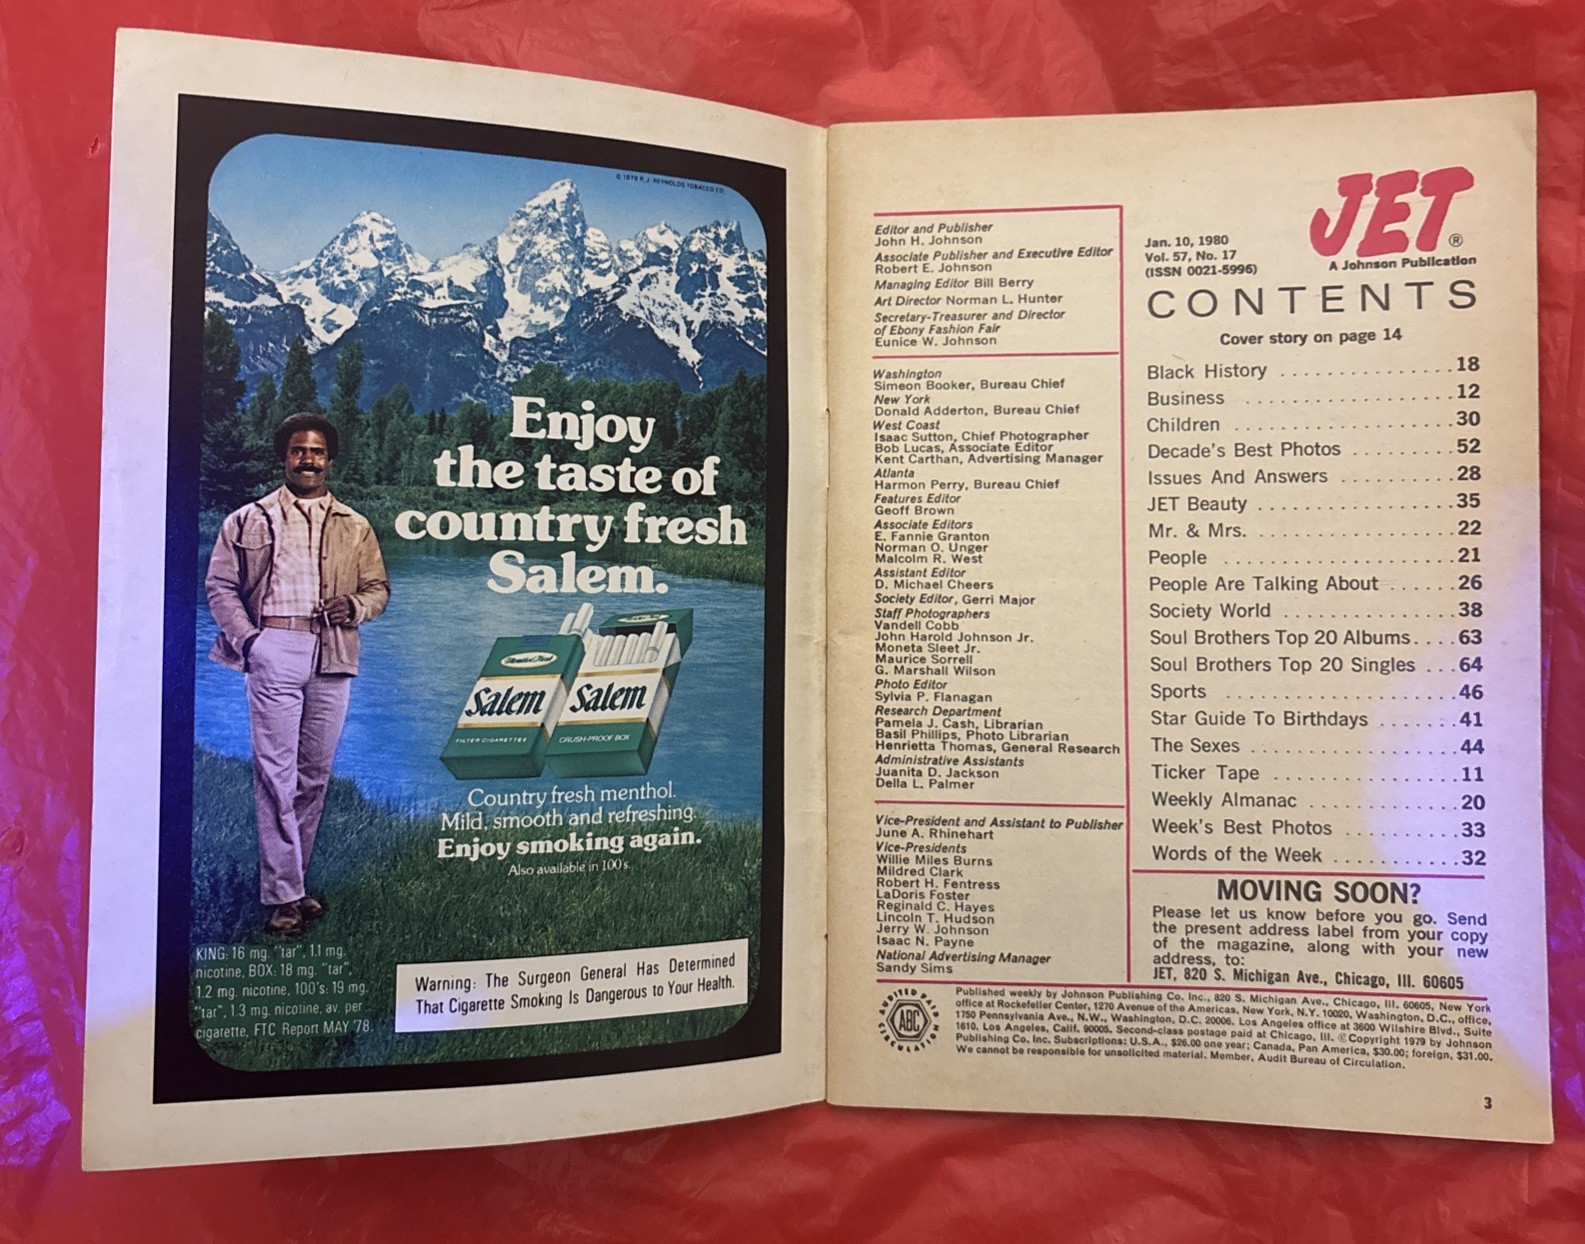 © 1979 R.J. REYNOLDS TOBACCO CO.
Enjoy
the taste of
country fresh
Salem.
Salem
FILTER CIGARETTES
Salem
CRUSH-PROOF BOX
Country fresh menthol.
Mild, smooth and refreshing.
Enjoy smoking again.
Also available in 100's.
KING: 16 mg. "tar", 1.1 mg.
nicotine, BOX: 18 mg. "tar",
1.2 mg. nicotine, 100's: 19 mg.
"tar", 1.3 mg. nicotine, av. per
cigarette, FTC Report MAY '78.
Warning: The Surgeon General Has Determined
That Cigarette Smoking Is Dangerous to Your Health.
Editor and Publisher
John H. Johnson
Associate Publisher and Executive Editor
Robert E. Johnson
Managing Editor Bill Berry
Art Director Norman L. Hunter
Secretary-Treasurer and Director
of Ebony Fashion Fair
Eunice W. Johnson
Washington
Simeon Booker, Bureau Chief
New York
Donald Adderton, Bureau Chief
West Coast
Isaac Sutton, Chief Photographer
Bob Lucas, Associate Editor
Kent Carthan, Advertising Manager
Atlanta
Harmon Perry, Bureau Chief
Features Editor
Geoff Brown
Associate Editors
E. Fannie Granton
Norman O. Unger
Malcolm R. West
Assistant Editor
D. Michael Cheers
Society Editor, Gerri Major
Staff Photographers
Vandell Cobb
John Harold Johnson Jr.
Moneta Sleet Jr.
Maurice Sorrell
G. Marshall Wilson
Photo Editor
Sylvia P. Flanagan
Research Department
Pamela J. Cash, Librarian
Basil Phillips, Photo Librarian
Henrietta Thomas, General Research
Administrative Assistants
Juanita D. Jackson
Della L. Palmer
Vice-President and Assistant to Publisher
June A. Rhinehart
Vice-Presidents
Willie Miles Burns
Mildred Clark
Robert H. Fentress
LaDoris Foster
Reginald C. Hayes
Lincoln T. Hudson
Jerry W. Johnson
Isaac N. Payne
National Advertising Manager
Sandy Sims
JET®
A Johnson Publication
Jan. 10, 1980
Vol. 57, No. 17
(ISSN 0021-5996)
CONTENTS
Cover story on page 14
Black History ................ 18
Business ................... 12
Children .................... 30
Decade's Best Photos ......... 52
Issues And Answers .......... 28
JET Beauty .................. 35
Mr. & Mrs. ................... 22
People ..................... 21
People Are Talking About ...... 26
Society World ................ 38
Soul Brothers Top 20 Albums.... 63
Soul Brothers Top 20 Singles ... 64
Sports ..................... 46
Star Guide To Birthdays ....... 41
The Sexes ................... 44
Ticker Tape ................. 11
Weekly Almanac .............. 20
Week's Best Photos .......... 33
Words of the Week ........... 32
MOVING SOON?
Please let us know before you go. Send
the present address label from your copy
of the magazine, along with your new
address, to:
JET, 820 S. Michigan Ave., Chicago, Ill. 60605
AUDITED PAID
ABC
CIRCULATION
Published weekly by Johnson Publishing Co. Inc., 820 S. Michigan Ave., Chicago, Ill. 60605, New York
office at Rockefeller Center, 1270 Avenue of the Americas, New York, N.Y. 10020, Washington, D.C., office,
1750 Pennsylvania Ave., N.W., Washington, D.C. 20006. Los Angeles office at 3600 Wilshire Blvd., Suite
1610, Los Angeles, Calif. 90005. Second-class postage paid at Chicago, Ill. ©Copyright 1979 by Johnson
Publishing Co. Inc. Subscriptions: U.S.A., $26.00 one year; Canada, Pan America, $30.00; foreign, $31.00.
We cannot be responsible for unsolicited material. Member, Audit Bureau of Circulation.
3